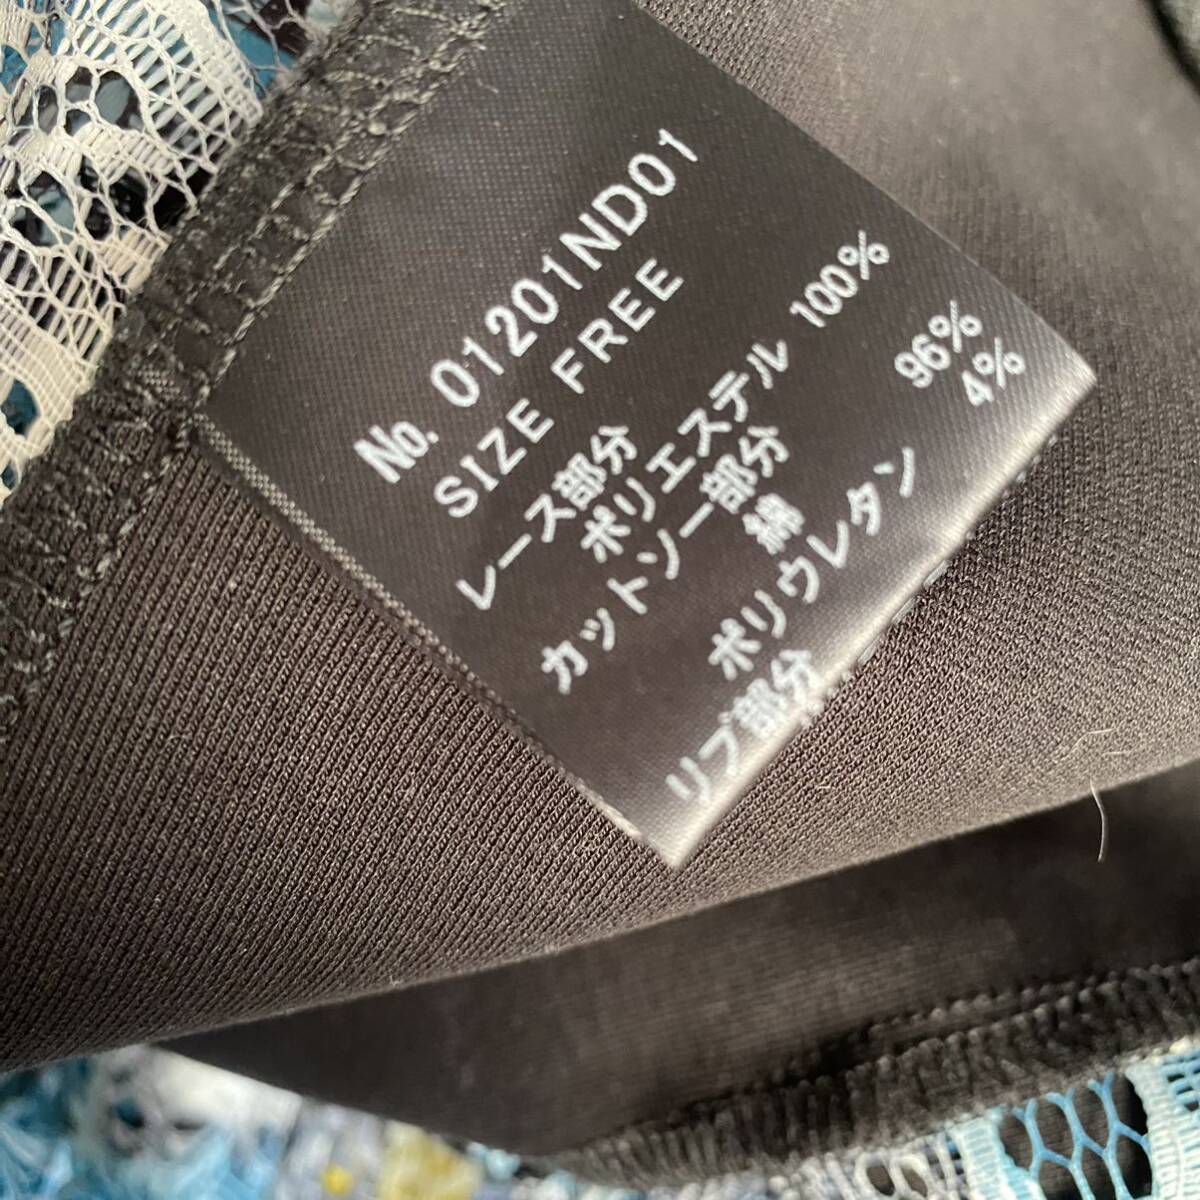 No. 01201ND01
SIZE FREE
レース部分
ポリエステル 100%
カットソー部分
綿 96%
ポリウレタン 4%
リブ部分